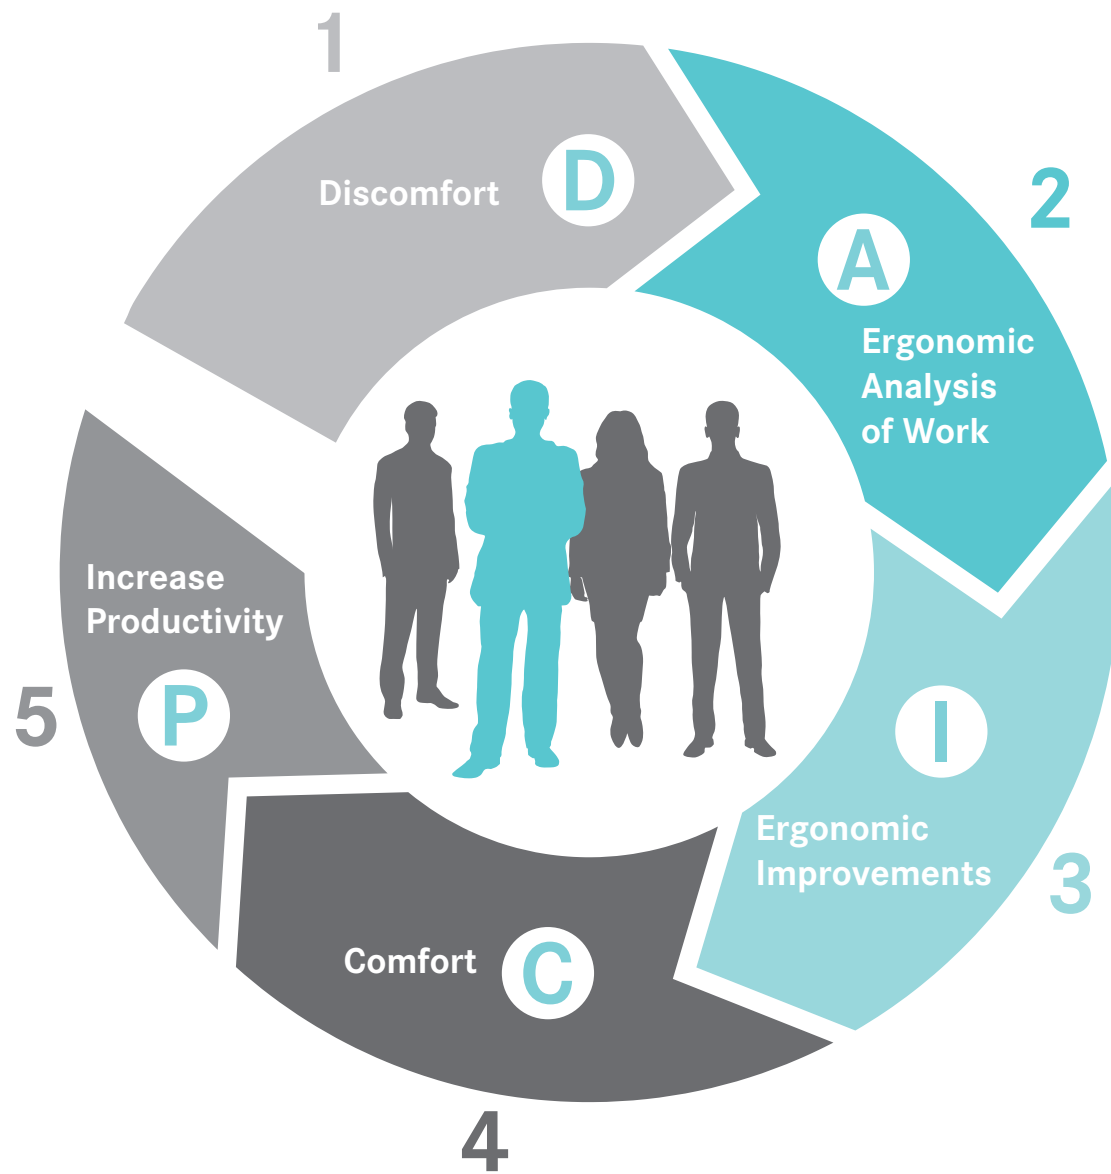 1
Discomfort
D
2
A
Ergonomic
Analysis
of Work
3
I
Ergonomic
Improvements
4
Comfort
C
5
Increase
Productivity
P